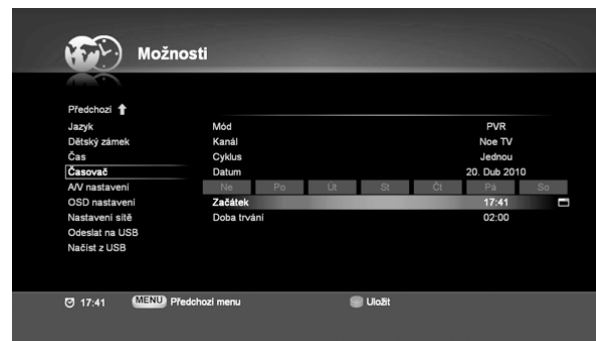 Možnosti
Předchozí
Jazyk
Dětský zámek
Čas
Časovač
A/V nastavení
OSD nastavení
Nastavení sítě
Odeslat na USB
Načíst z USB
Mód PVR
Kanál Noe TV
Cyklus Jednou
Datum 20. Dub 2010
Ne Po Út St Čt Pá So
Začátek 17:41
Doba trvání 02:00
17:41 MENU Předchozí menu Uložit